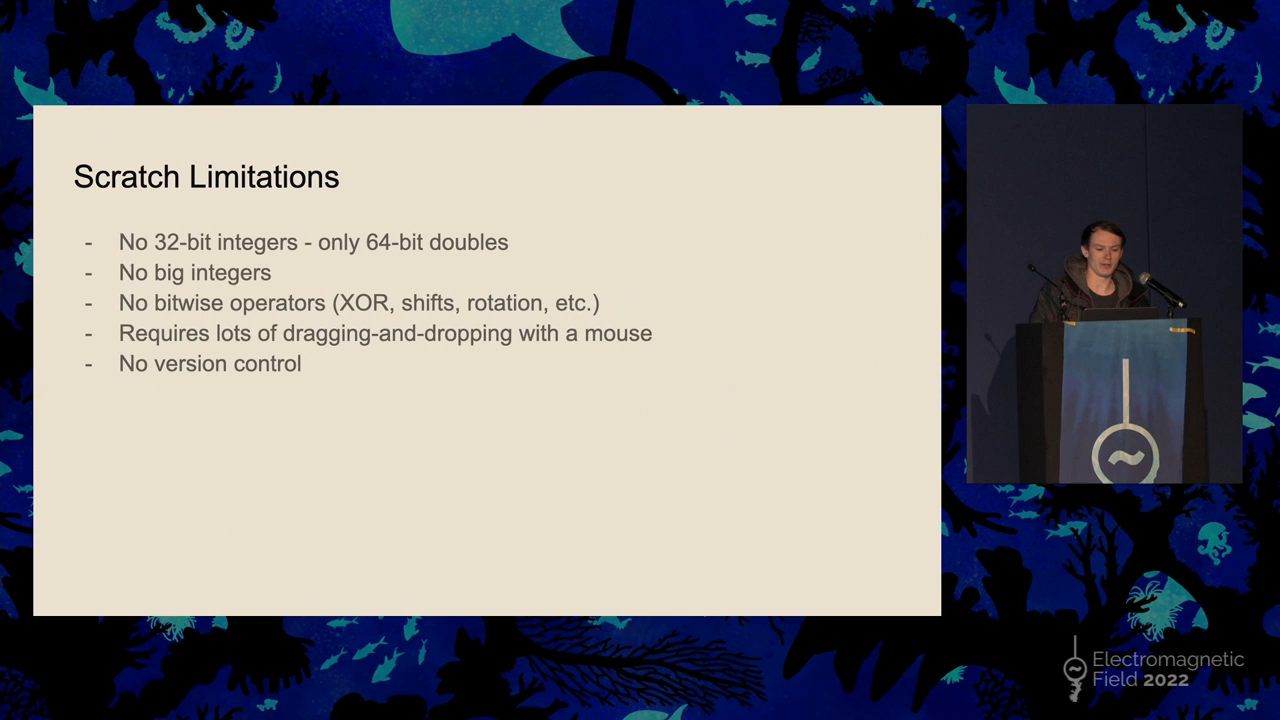 Scratch Limitations
- No 32-bit integers - only 64-bit doubles
- No big integers
- No bitwise operators (XOR, shifts, rotation, etc.)
- Requires lots of dragging-and-dropping with a mouse
- No version control
Electromagnetic
Field 2022